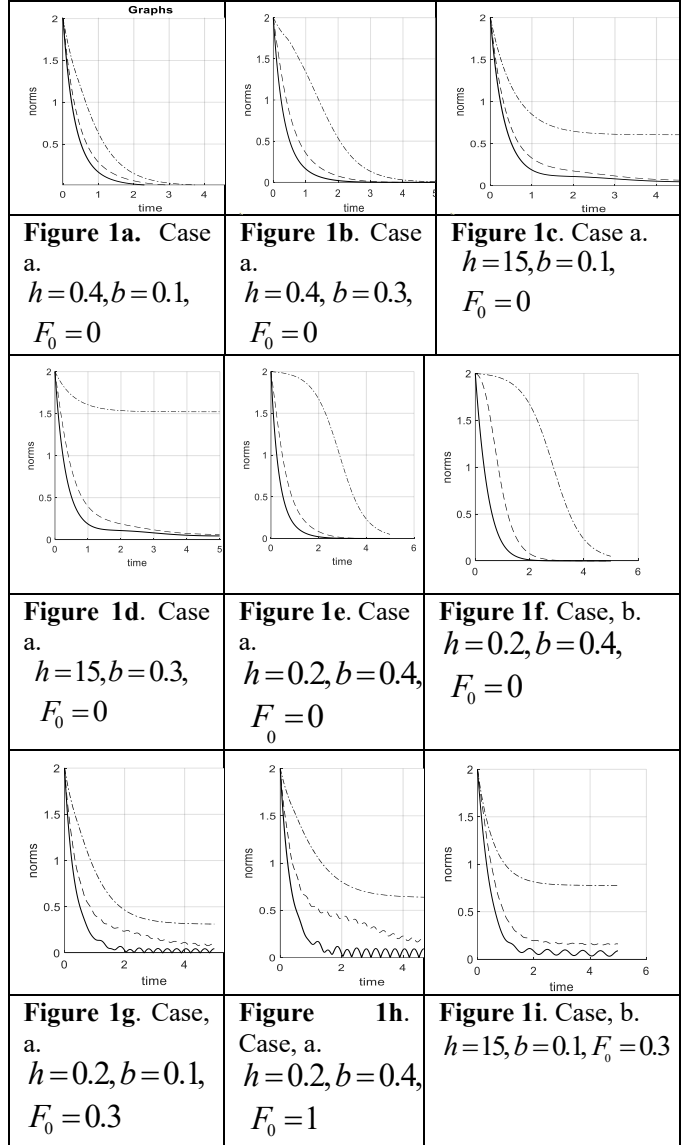 Graphs
2
1.5
1
0.5
0
norms
0 1 2 3 4
time
2
1.5
1
0.5
0
norms
0 1 2 3 4 5
time
2
1.5
1
0.5
0
norms
0 1 2 3 4
time
Figure 1a. Case
a.
h = 0.4, b = 0.1,
F₀ = 0
Figure 1b. Case
a.
h = 0.4, b = 0.3,
F₀ = 0
Figure 1c. Case a.
h = 15, b = 0.1,
F₀ = 0
2
1.5
1
0.5
0
norms
0 1 2 3 4 5
time
2
1.5
1
0.5
0
norms
0 2 4 6
time
2
1.5
1
0.5
0
norms
0 2 4 6
time
Figure 1d. Case
a.
h = 15, b = 0.3,
F₀ = 0
Figure 1e. Case
a.
h = 0.2, b = 0.4,
F₀ = 0
Figure 1f. Case, b.
h = 0.2, b = 0.4,
F₀ = 0
2
1.5
1
0.5
0
norms
0 2 4
time
2
1.5
1
0.5
0
norms
0 2 4
time
2
1.5
1
0.5
0
norms
0 2 4 6
time
Figure 1g. Case,
a.
h = 0.2, b = 0.1,
F₀ = 0.3
Figure 1h.
Case, a.
h = 0.2, b = 0.4,
F₀ = 1
Figure 1i. Case, b.
h = 15, b = 0.1, F₀ = 0.3